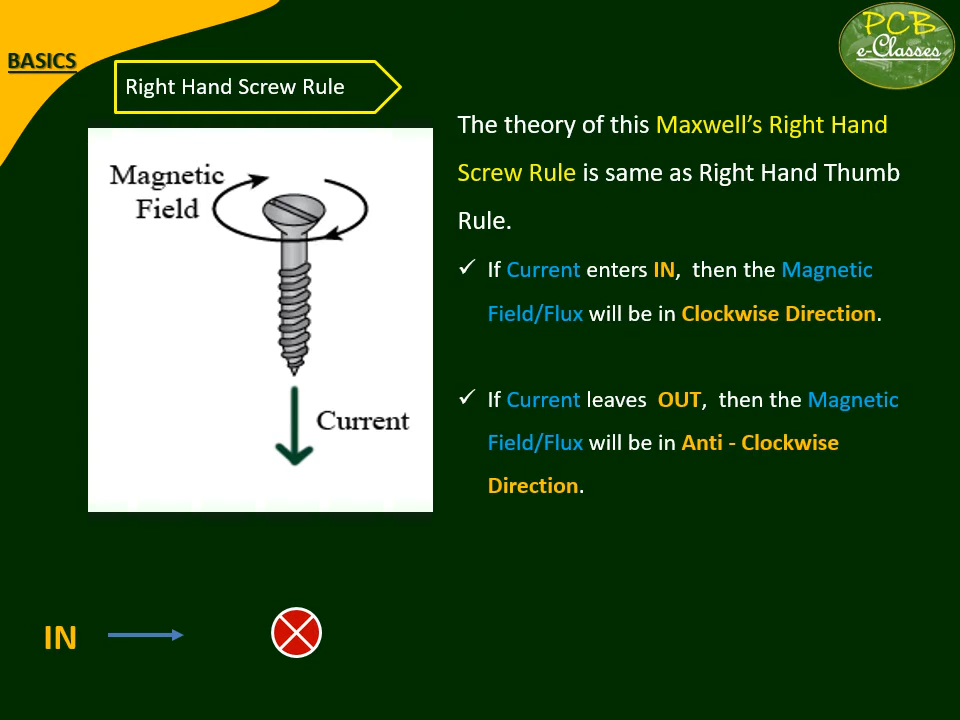 BASICS
PCB
e-Classes
Right Hand Screw Rule
The theory of this Maxwell's Right Hand
Screw Rule is same as Right Hand Thumb
Rule.
Magnetic
Field
Current
✓ If Current enters IN, then the Magnetic
Field/Flux will be in Clockwise Direction.
✓ If Current leaves OUT, then the Magnetic
Field/Flux will be in Anti - Clockwise
Direction.
IN